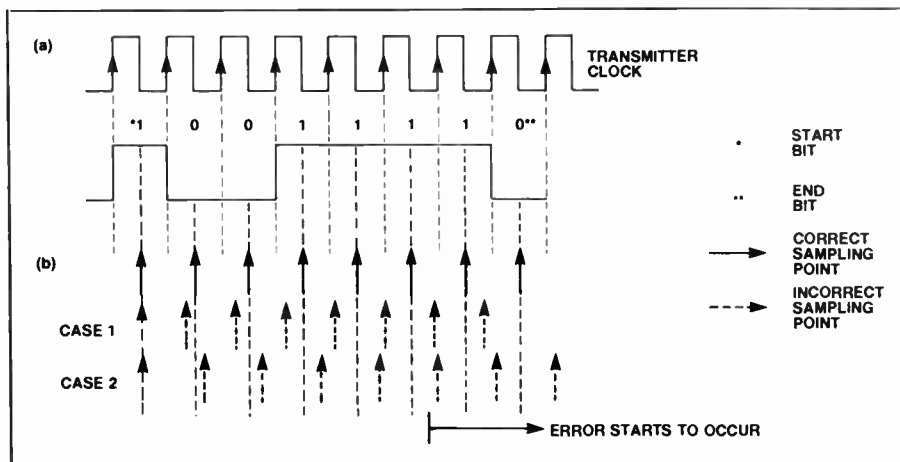 (a)
TRANSMITTER
CLOCK
*1 0 0 1 1 1 1 0**
* START
BIT
** END
BIT
(b)
CORRECT
SAMPLING
POINT
INCORRECT
SAMPLING
POINT
CASE 1
CASE 2
ERROR STARTS TO OCCUR